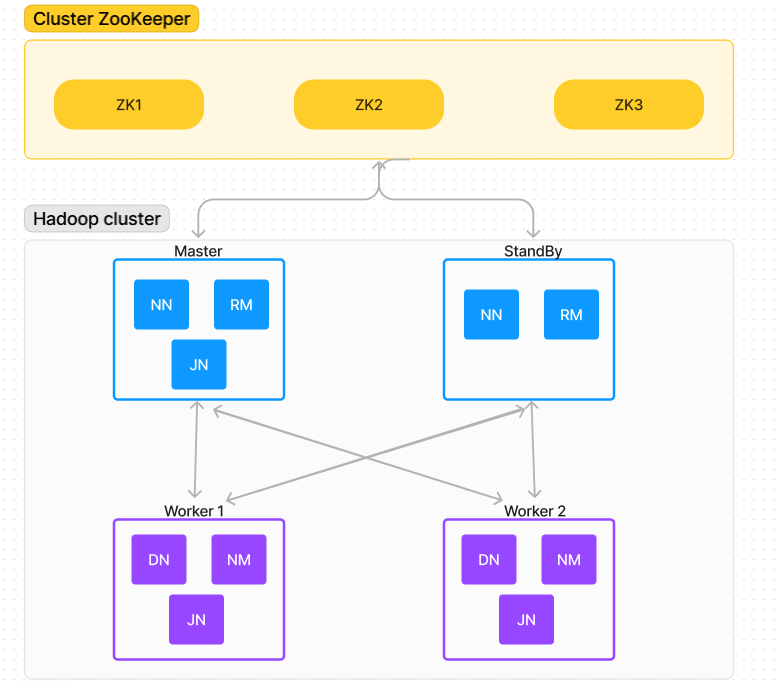 Cluster ZooKeeper
ZK1
ZK2
ZK3
Hadoop cluster
Master
StandBy
NN
RM
JN
NN
RM
Worker 1
Worker 2
DN
NM
JN
DN
NM
JN